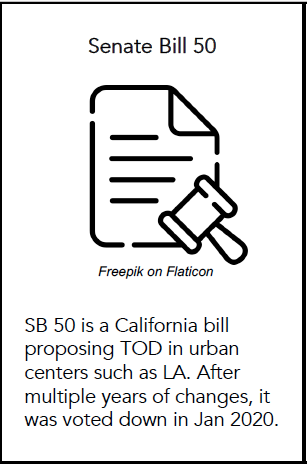 Senate Bill 50
Freepik on Flaticon
SB 50 is a California bill
proposing TOD in urban
centers such as LA. After
multiple years of changes, it
was voted down in Jan 2020.